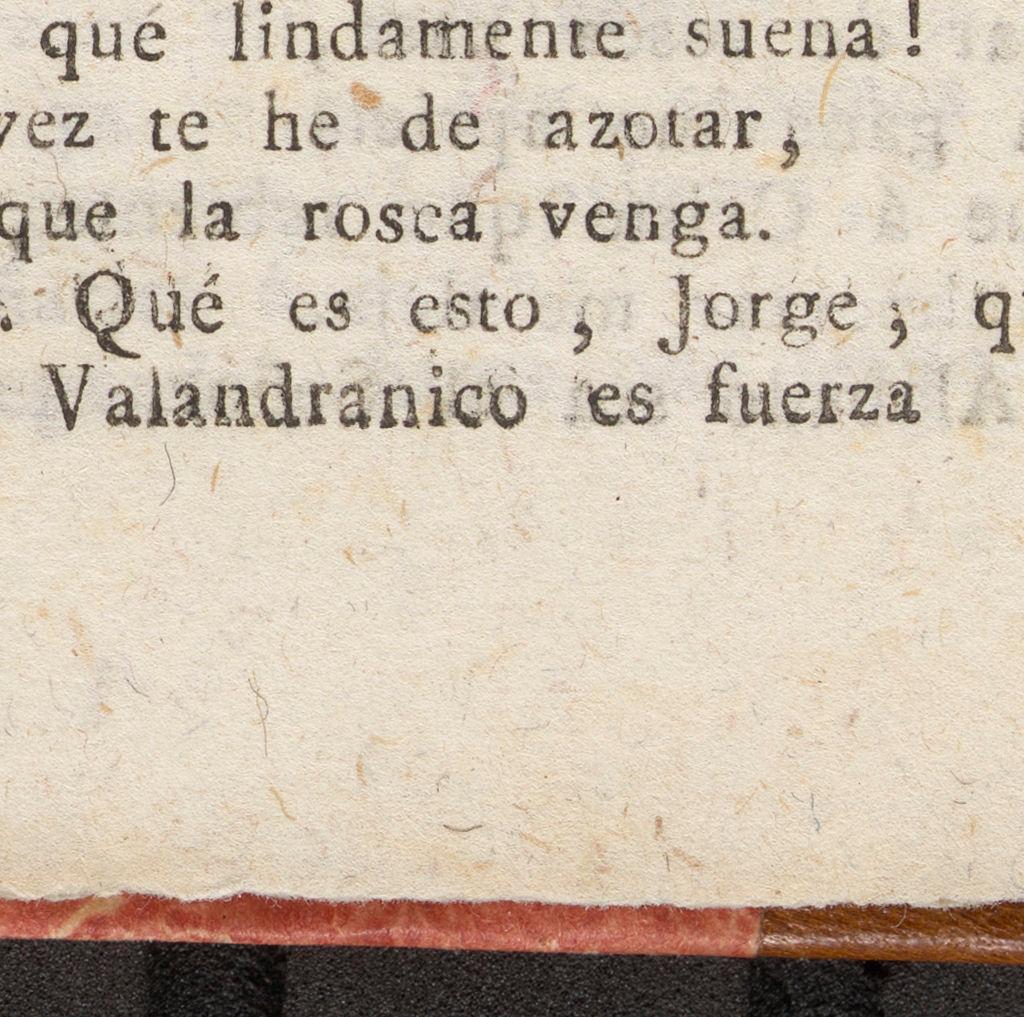 qué lindamente suena!
vez te he de azotar,
que la rosca venga.
. Qué es esto, Jorge, q
Valandranico es fuerza